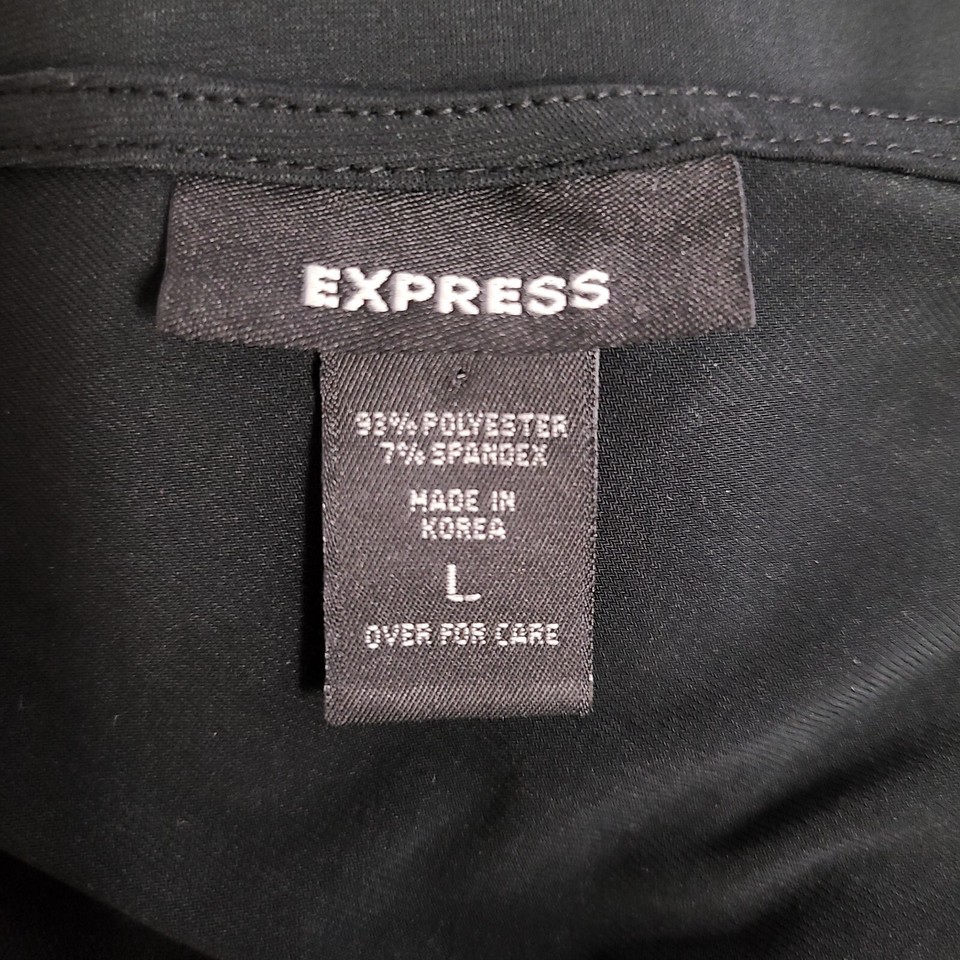 EXPRESS
93% POLYESTER
7% SPANDEX
MADE IN
KOREA
L
OVER FOR CARE